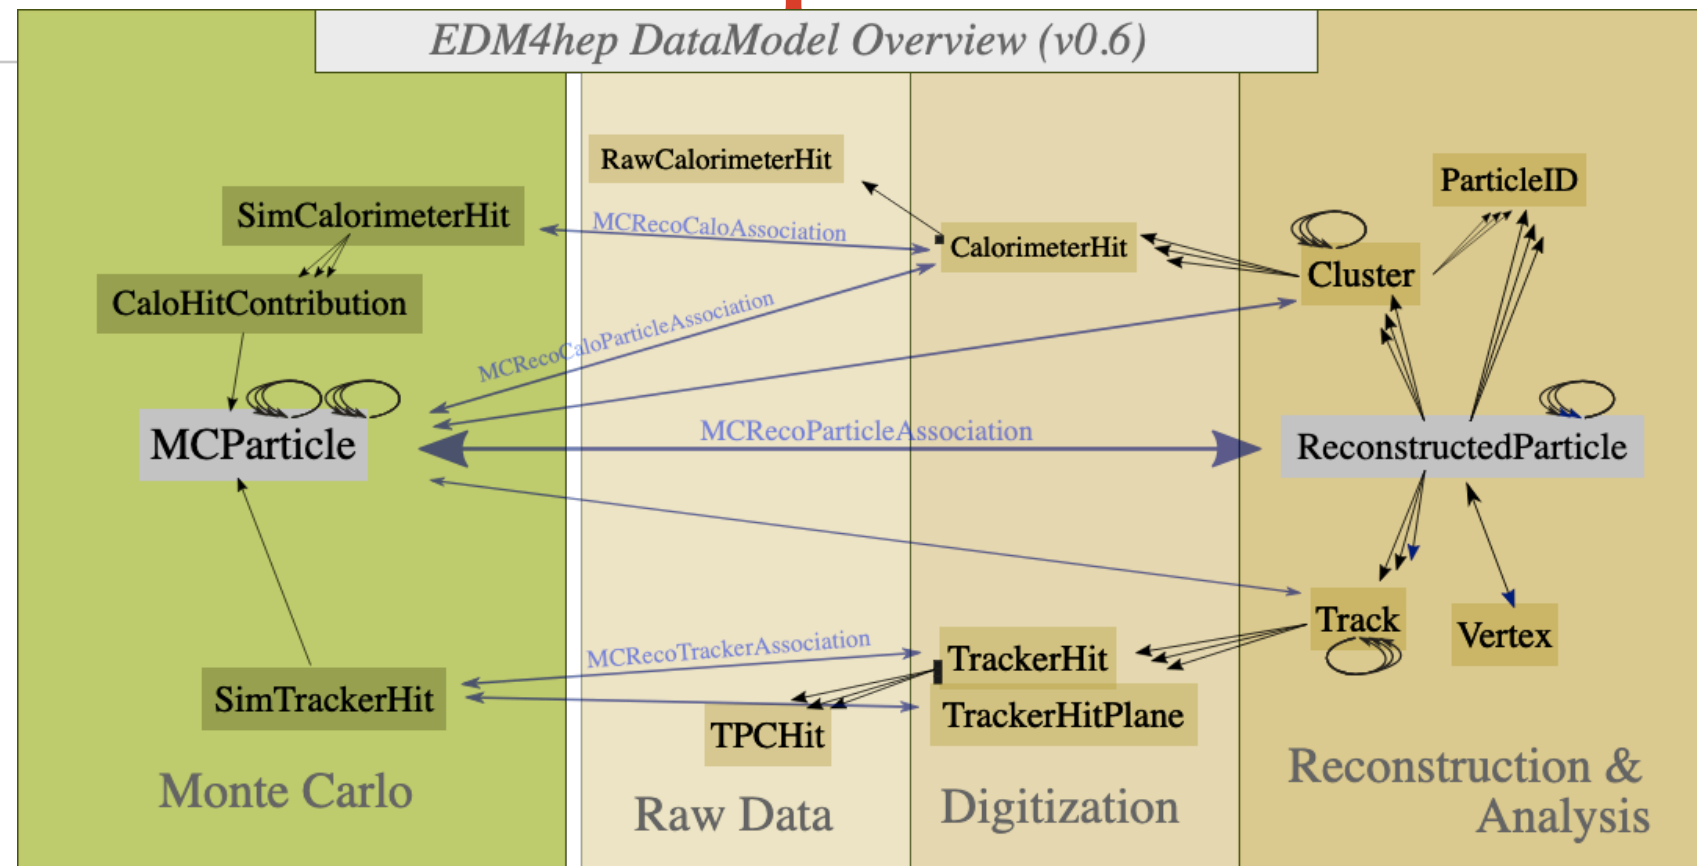 EDM4hep DataModel Overview (v0.6)
RawCalorimeterHit
ParticleID
SimCalorimeterHit
MCRecoCaloAssociation
CalorimeterHit
Cluster
CaloHitContribution
MCRecoCaloParticleAssociation
MCParticle
MCRecoParticleAssociation
ReconstructedParticle
Track
Vertex
MCRecoTrackerAssociation
TrackerHit
SimTrackerHit
TrackerHitPlane
TPCHit
Monte Carlo
Raw Data
Digitization
Reconstruction &
Analysis